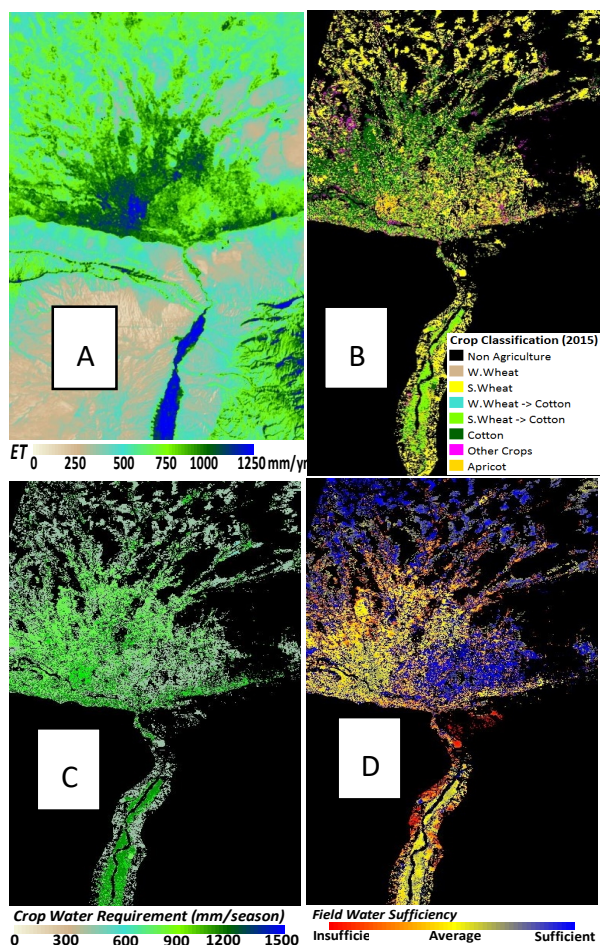 A
B
Crop Classification (2015)
Non Agriculture
W.Wheat
S.Wheat
W.Wheat -> Cotton
S.Wheat -> Cotton
Cotton
Other Crops
Apricot
ET 0 250 500 750 1000 1250 mm/yr
C
D
Crop Water Requirement (mm/season)
0 300 600 900 1200 1500
Field Water Sufficiency
Insufficie Average Sufficient